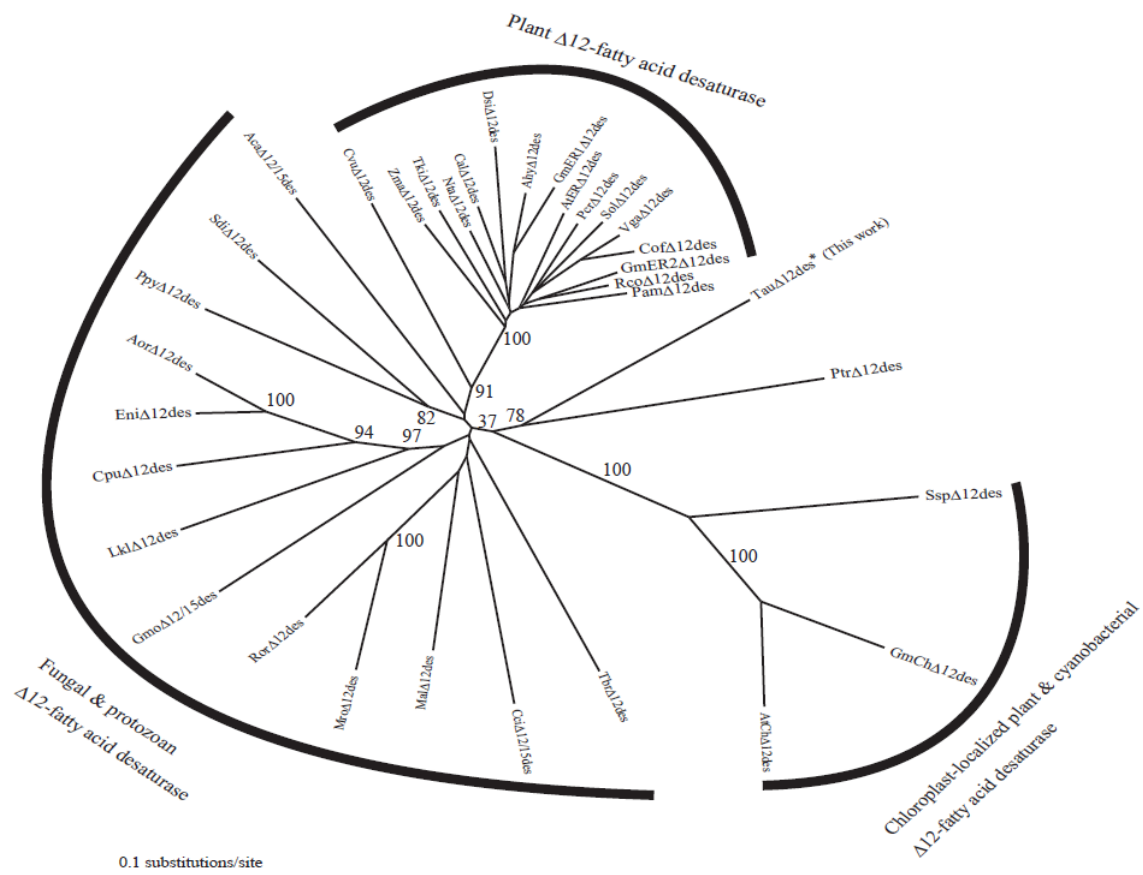 Plant Δ12-fatty acid desaturase
DsiΔ12des
AhyΔ12des
GmER1Δ12des
AtERΔ12des
PcrΔ12des
SolΔ12des
VgaΔ12des
CofΔ12des
GmER2Δ12des
RcoΔ12des
PamΔ12des
CalΔ12des
NtaΔ12des
TkiΔ12des
ZmaΔ12des
CvuΔ12des
AcaΔ12/15des
SdiΔ12des
PpyΔ12des
AorΔ12des
EniΔ12des
CpuΔ12des
LklΔ12des
GmoΔ12/15des
RorΔ12des
MroΔ12des
MalΔ12des
CciΔ12/15des
TbrΔ12des
TauΔ12des* (This work)
PtrΔ12des
SspΔ12des
GmChΔ12des
AtChΔ12des
100
91
82
37
78
100
94
97
100
100
100
Fungal & protozoan
Δ12-fatty acid desaturase
Chloroplast-localized plant & cyanobacterial
Δ12-fatty acid desaturase
0.1 substitutions/site